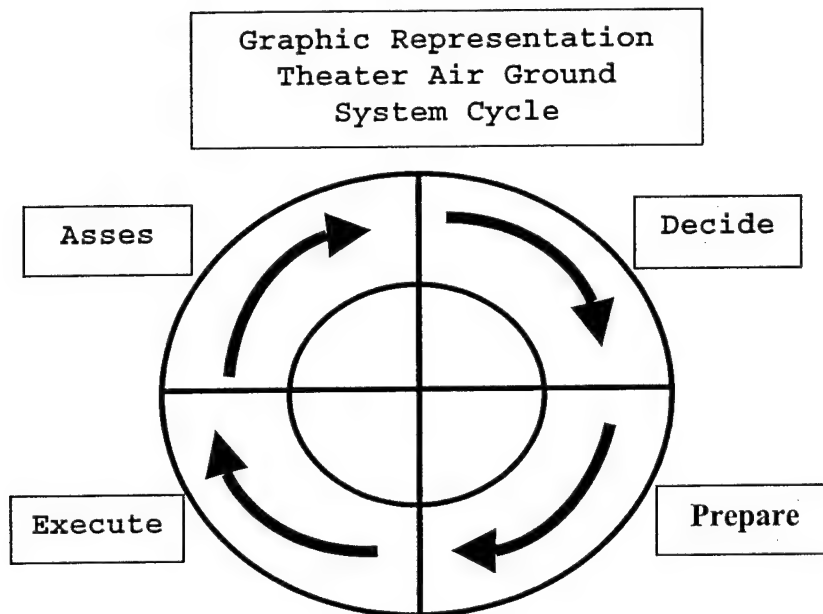 Graphic Representation
Theater Air Ground
System Cycle
Asses
Decide
Execute
Prepare